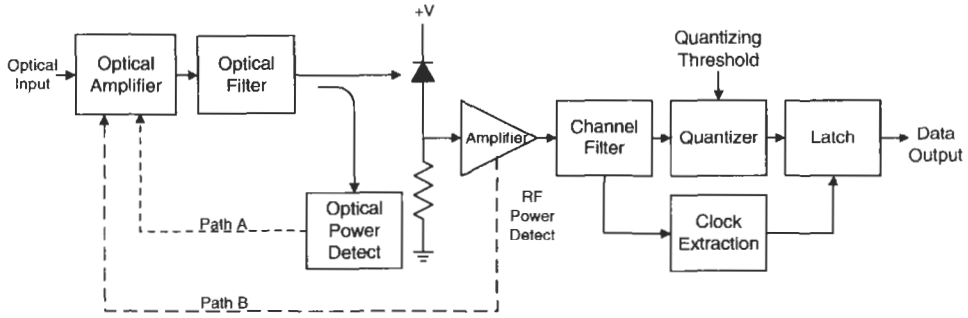 +V
Optical
Input
Optical
Amplifier
Optical
Filter
Quantizing
Threshold
Amplifier
Channel
Filter
Quantizer
Latch
Data
Output
Optical
Power
Detect
RF
Power
Detect
Clock
Extraction
Path A
Path B